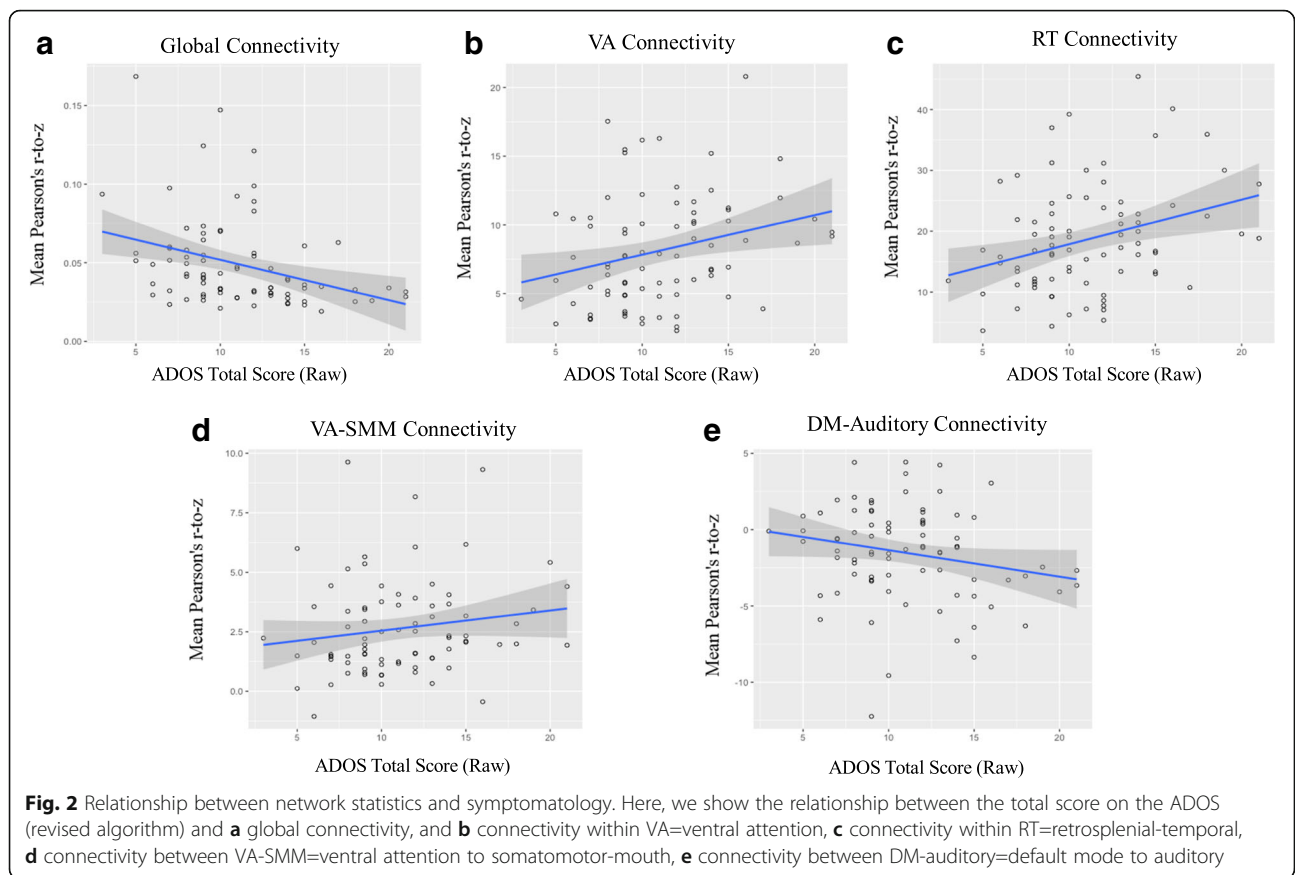 a
Global Connectivity
Mean Pearson's r-to-z
0.15
0.10
0.05
0.00
5
10
15
20
ADOS Total Score (Raw)
b
VA Connectivity
Mean Pearson's r-to-z
20
15
10
5
5
10
15
20
ADOS Total Score (Raw)
c
RT Connectivity
Mean Pearson's r-to-z
40
30
20
10
5
10
15
20
ADOS Total Score (Raw)
d
VA-SMM Connectivity
Mean Pearson's r-to-z
10.0
7.5
5.0
2.5
0.0
5
10
15
20
ADOS Total Score (Raw)
e
DM-Auditory Connectivity
Mean Pearson's r-to-z
5
0
-5
-10
5
10
15
20
ADOS Total Score (Raw)
Fig. 2 Relationship between network statistics and symptomatology. Here, we show the relationship between the total score on the ADOS
(revised algorithm) and a global connectivity, and b connectivity within VA=ventral attention, c connectivity within RT=retrosplenial-temporal,
d connectivity between VA-SMM=ventral attention to somatomotor-mouth, e connectivity between DM-auditory=default mode to auditory